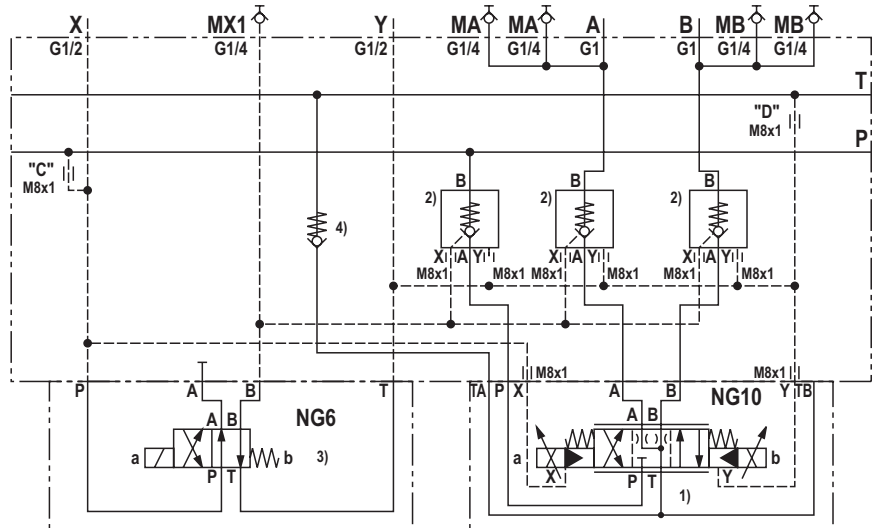 X MX1 Y MA MA A B MB MB
G1/2 G1/4 G1/2 G1/4 G1/4 G1 G1 G1/4 G1/4
T
"D"
M8x1
P
"C"
M8x1
B B B
2) 2) 2)
4)
X A Y X A Y X A Y
M8x1 M8x1 M8x1 M8x1 M8x1 M8x1
M8x1 M8x1
P A B T TA P X A B Y TB
NG6 NG10
A B A B
a b 3) a b
P T X P T Y
1)